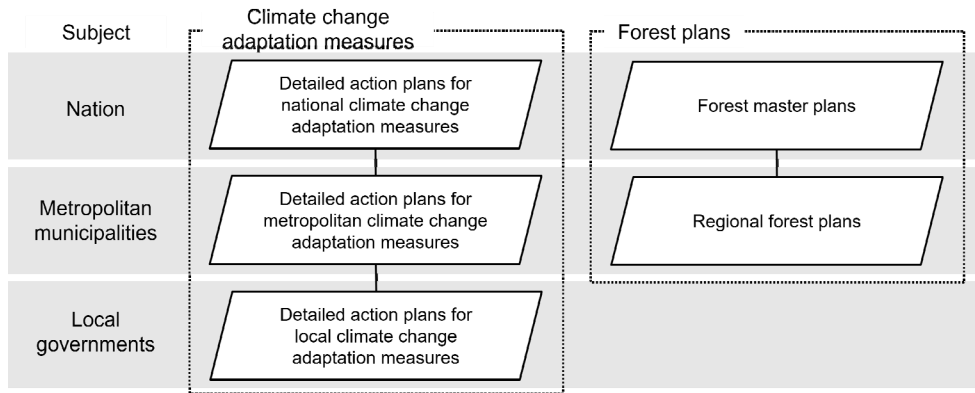 Subject
Climate change
adaptation measures
Forest plans
Nation
Detailed action plans for
national climate change
adaptation measures
Forest master plans
Metropolitan
municipalities
Detailed action plans for
metropolitan climate change
adaptation measures
Regional forest plans
Local
governments
Detailed action plans for
local climate change
adaptation measures